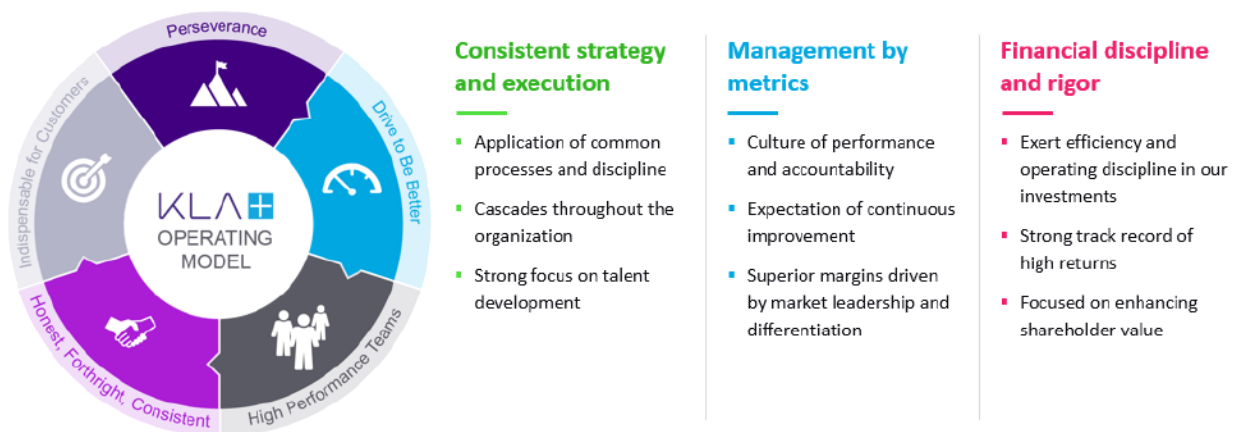 Perseverance
Drive to Be Better
High Performance Teams
Honest, Forthright, Consistent
Indispensable for Customers
KLA+
OPERATING
MODEL
Consistent strategy
and execution
▪ Application of common
processes and discipline
▪ Cascades throughout the
organization
▪ Strong focus on talent
development
Management by
metrics
▪ Culture of performance
and accountability
▪ Expectation of continuous
improvement
▪ Superior margins driven
by market leadership and
differentiation
Financial discipline
and rigor
▪ Exert efficiency and
operating discipline in our
investments
▪ Strong track record of
high returns
▪ Focused on enhancing
shareholder value